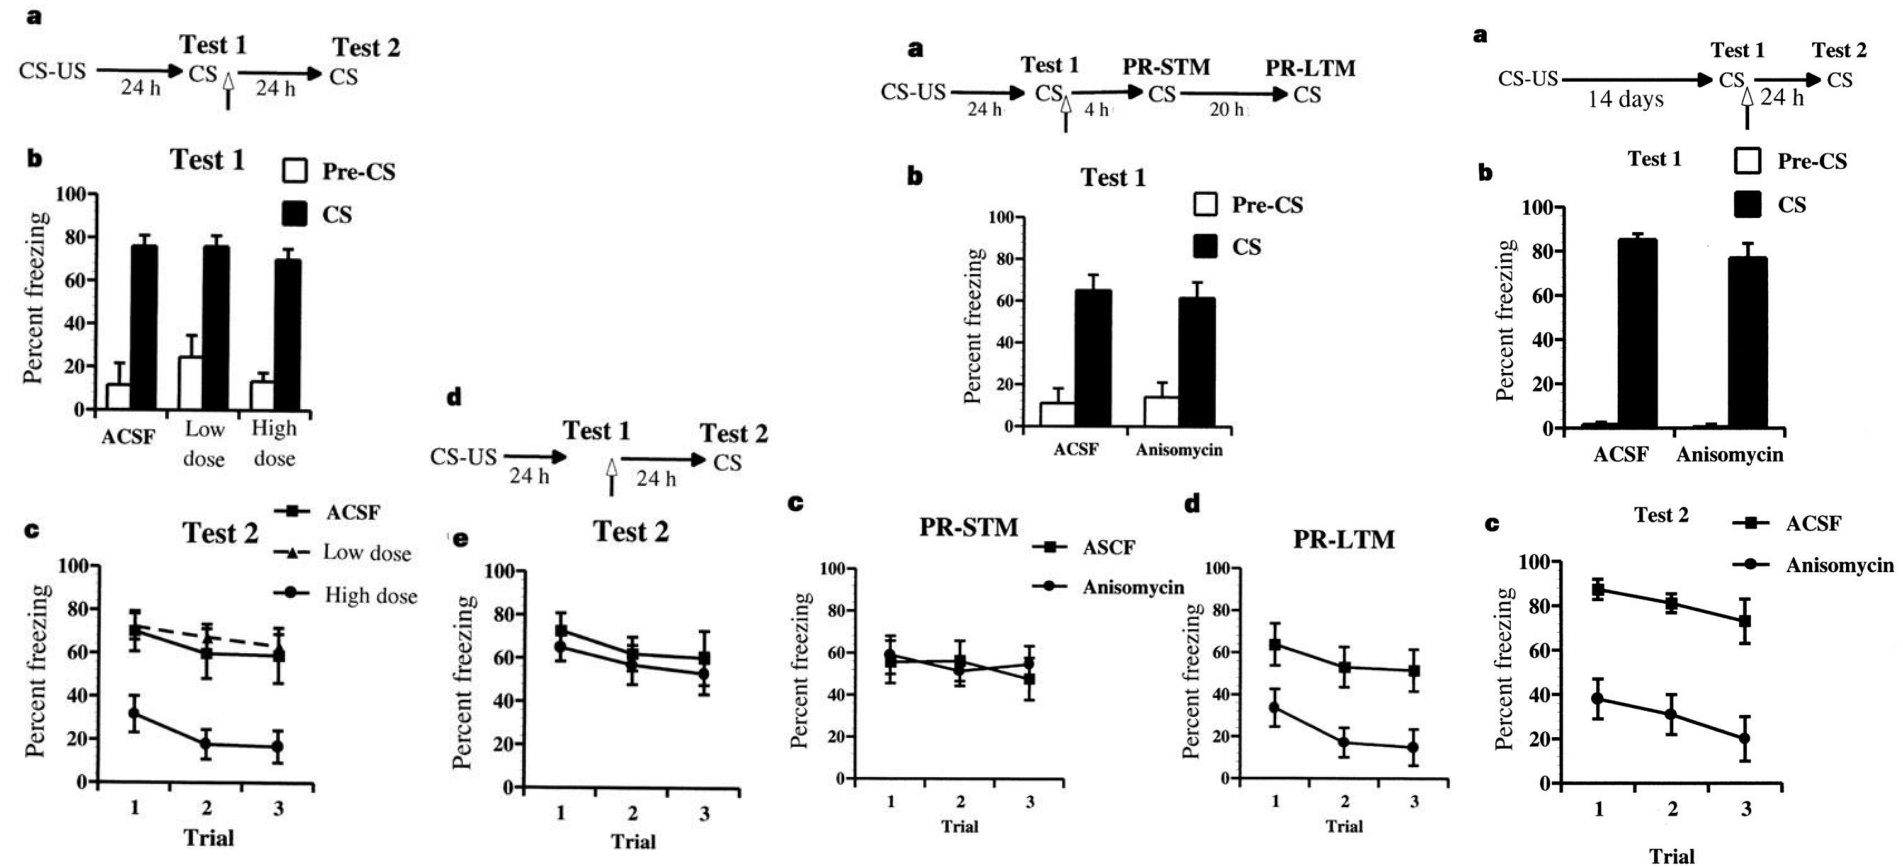 a
Test 1
Test 2
CS-US
24 h
CS
24 h
CS
b
Test 1
Pre-CS
CS
Percent freezing
100
80
60
40
20
0
ACSF
Low dose
High dose
c
Test 2
ACSF
Low dose
High dose
Percent freezing
100
80
60
40
20
0
1
2
3
Trial
d
Test 1
Test 2
CS-US
24 h
24 h
CS
e
Test 2
Percent freezing
100
80
60
40
20
0
1
2
3
Trial
a
Test 1
PR-STM
PR-LTM
CS-US
24 h
CS
4 h
CS
20 h
CS
b
Test 1
Pre-CS
CS
Percent freezing
100
80
60
40
20
0
ACSF
Anisomycin
c
PR-STM
ASCF
Anisomycin
Percent freezing
100
80
60
40
20
0
1
2
3
Trial
d
PR-LTM
Percent freezing
100
80
60
40
20
0
1
2
3
Trial
a
Test 1
Test 2
CS-US
14 days
CS
24 h
CS
b
Test 1
Pre-CS
CS
Percent freezing
100
80
60
40
20
0
ACSF
Anisomycin
c
Test 2
ACSF
Anisomycin
Percent freezing
100
80
60
40
20
0
1
2
3
Trial